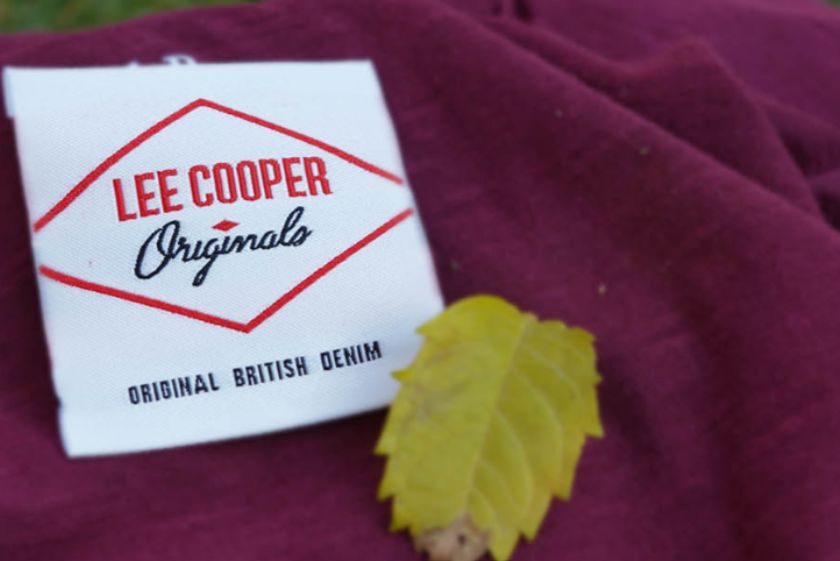 LEE COOPER
Originals
ORIGINAL BRITISH DENIM